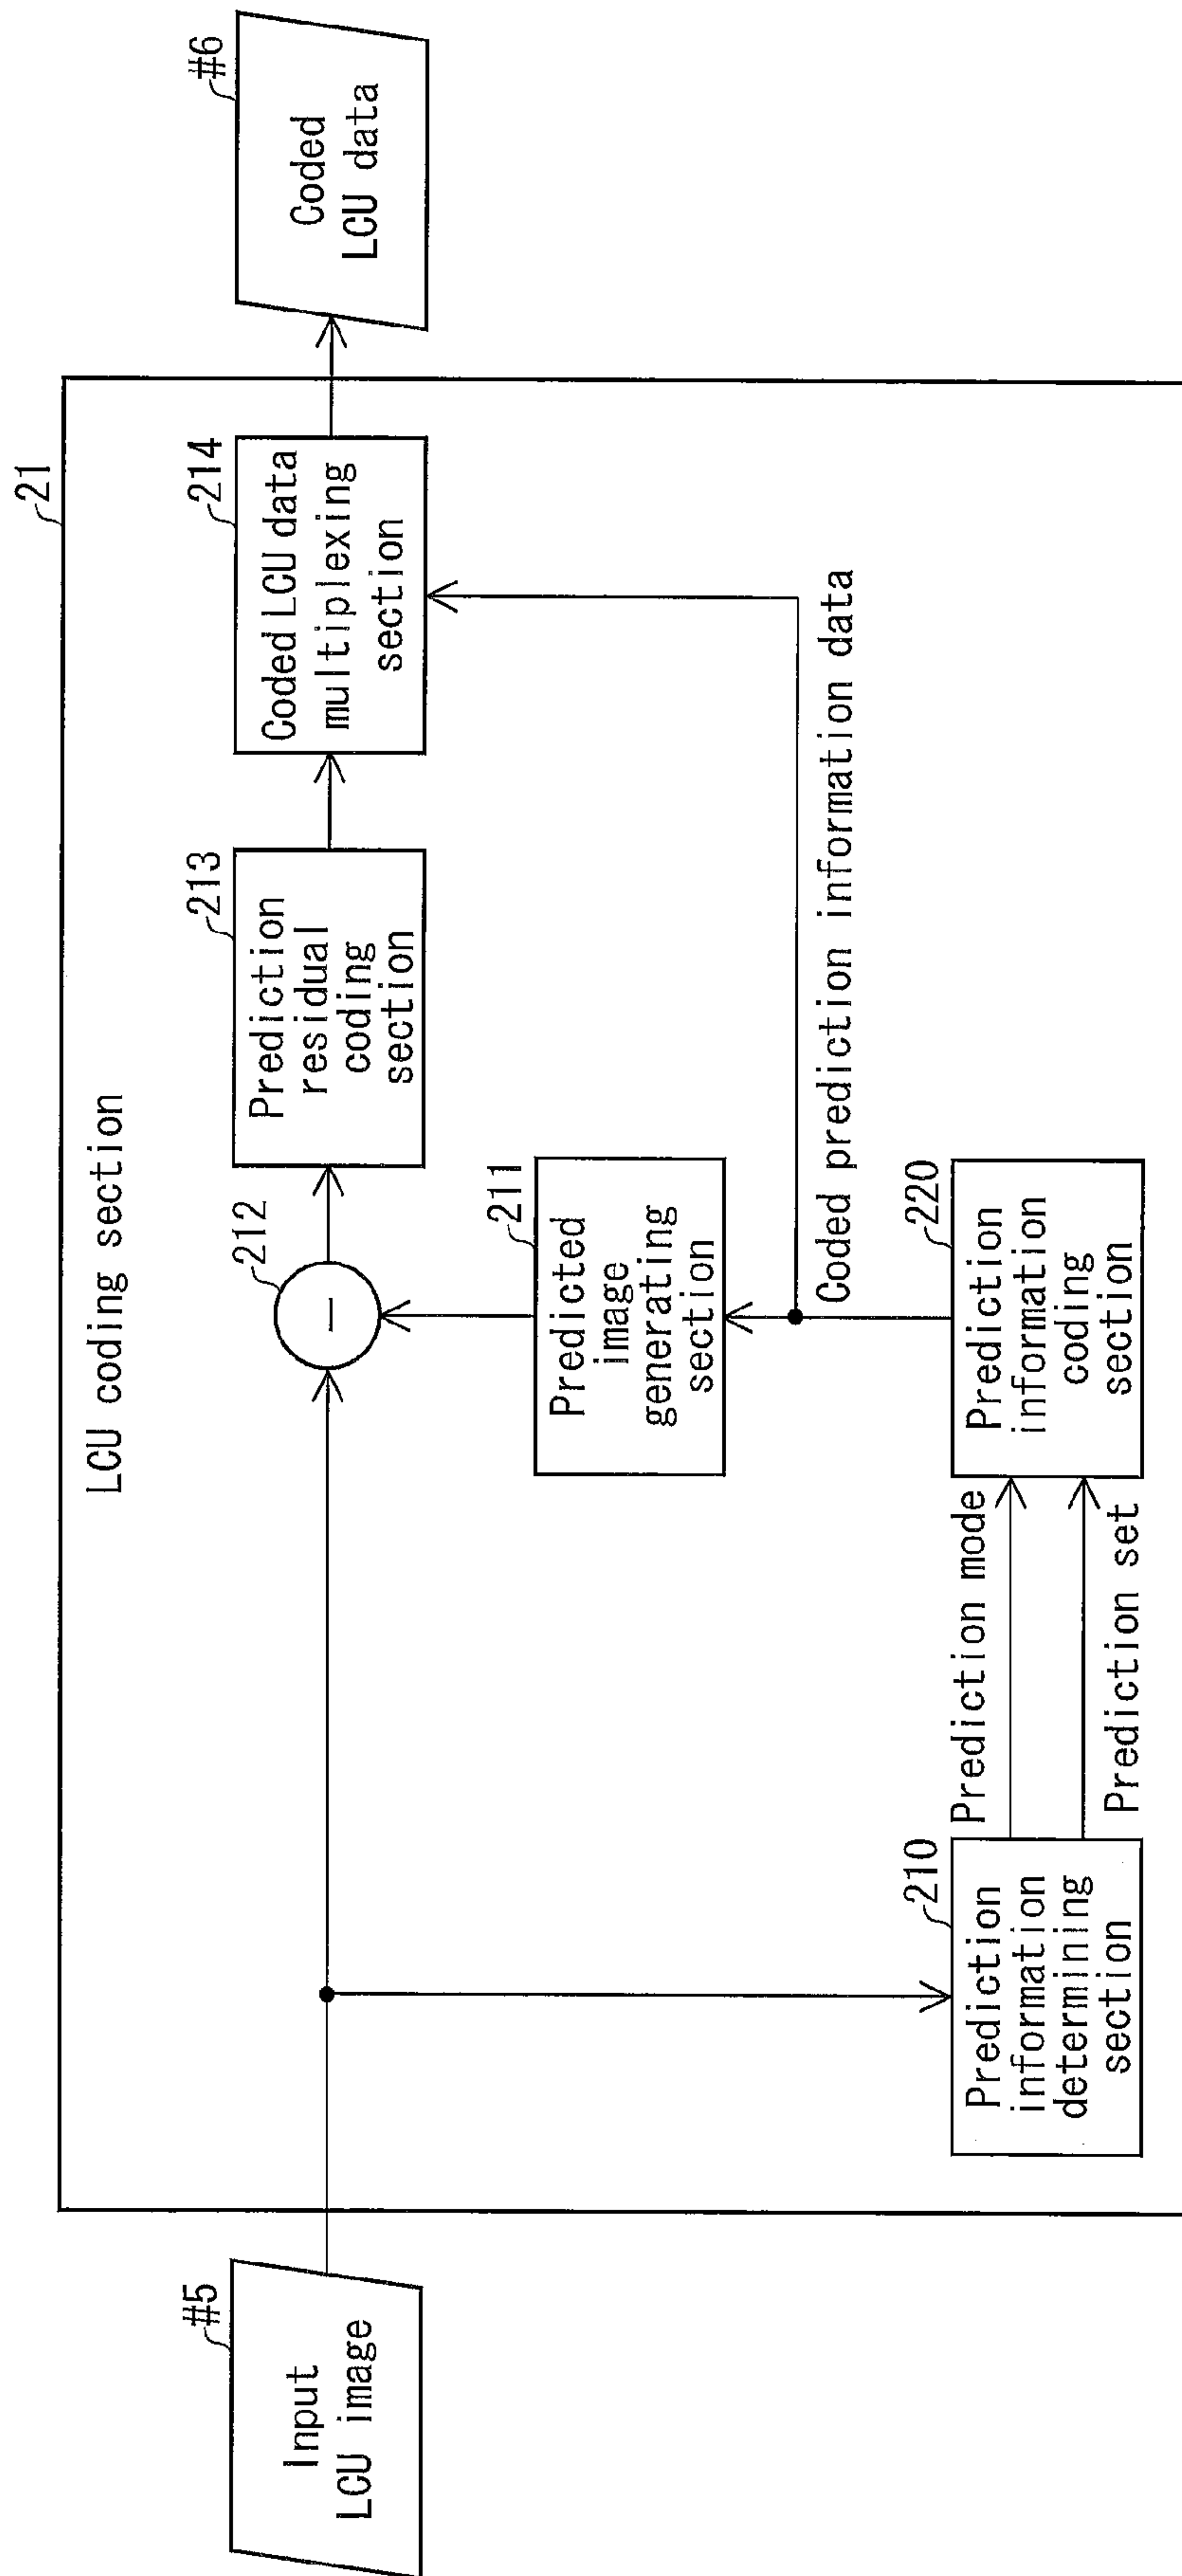 21
LCU coding section
#5
Input
LCU image
212
−
213
Prediction
residual
coding
section
214
Coded LCU data
multiplexing
section
#6
Coded
LCU data
211
Predicted
image
generating
section
Coded prediction information data
210
Prediction
information
determining
section
Prediction mode
Prediction set
220
Prediction
information
coding
section